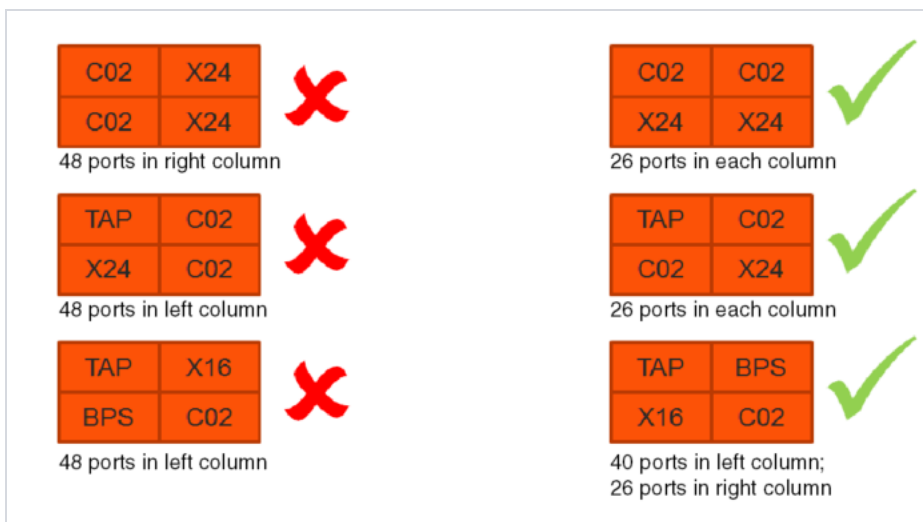 C02 X24
C02 X24
48 ports in right column
C02 C02
X24 X24
26 ports in each column
TAP C02
X24 C02
48 ports in left column
TAP C02
C02 X24
26 ports in each column
TAP X16
BPS C02
48 ports in left column
TAP BPS
X16 C02
40 ports in left column;
26 ports in right column